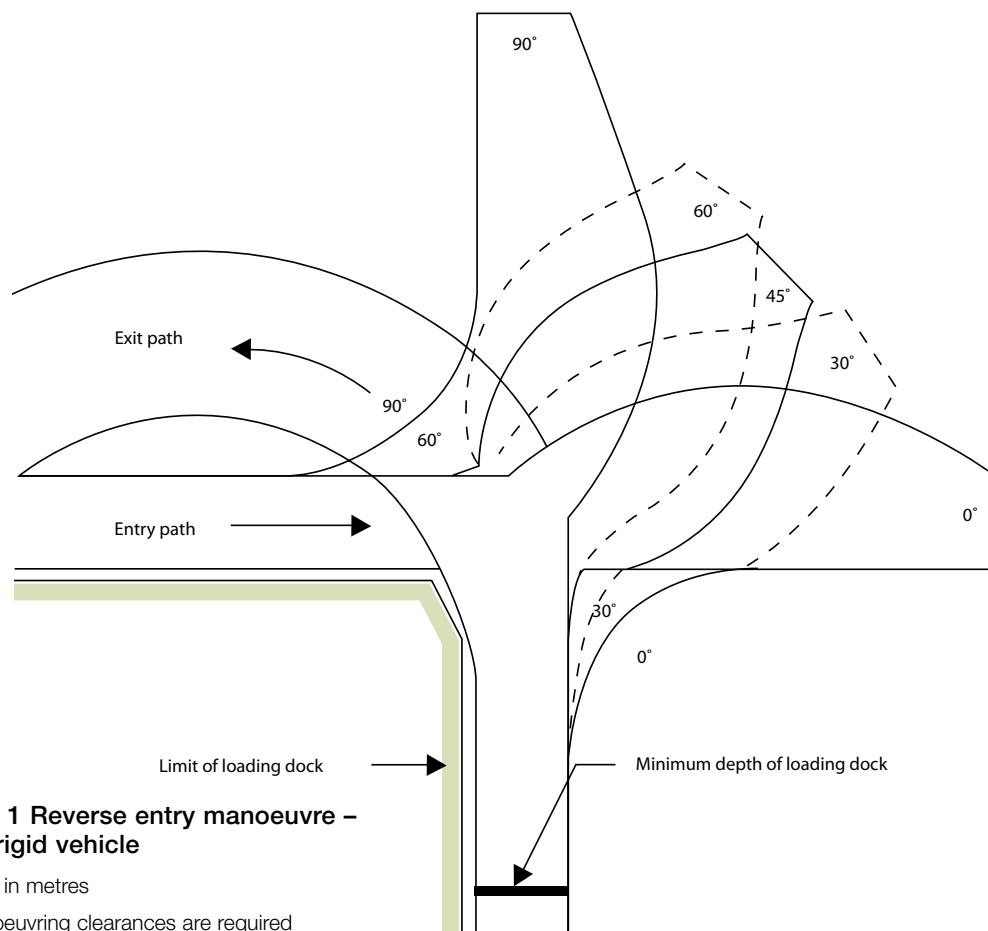 90°
60°
45°
30°
Exit path
90°
60°
0°
Entry path
30°
0°
Limit of loading dock
Minimum depth of loading dock
1 Reverse entry manoeuvre –
rigid vehicle
in metres
clearances are required